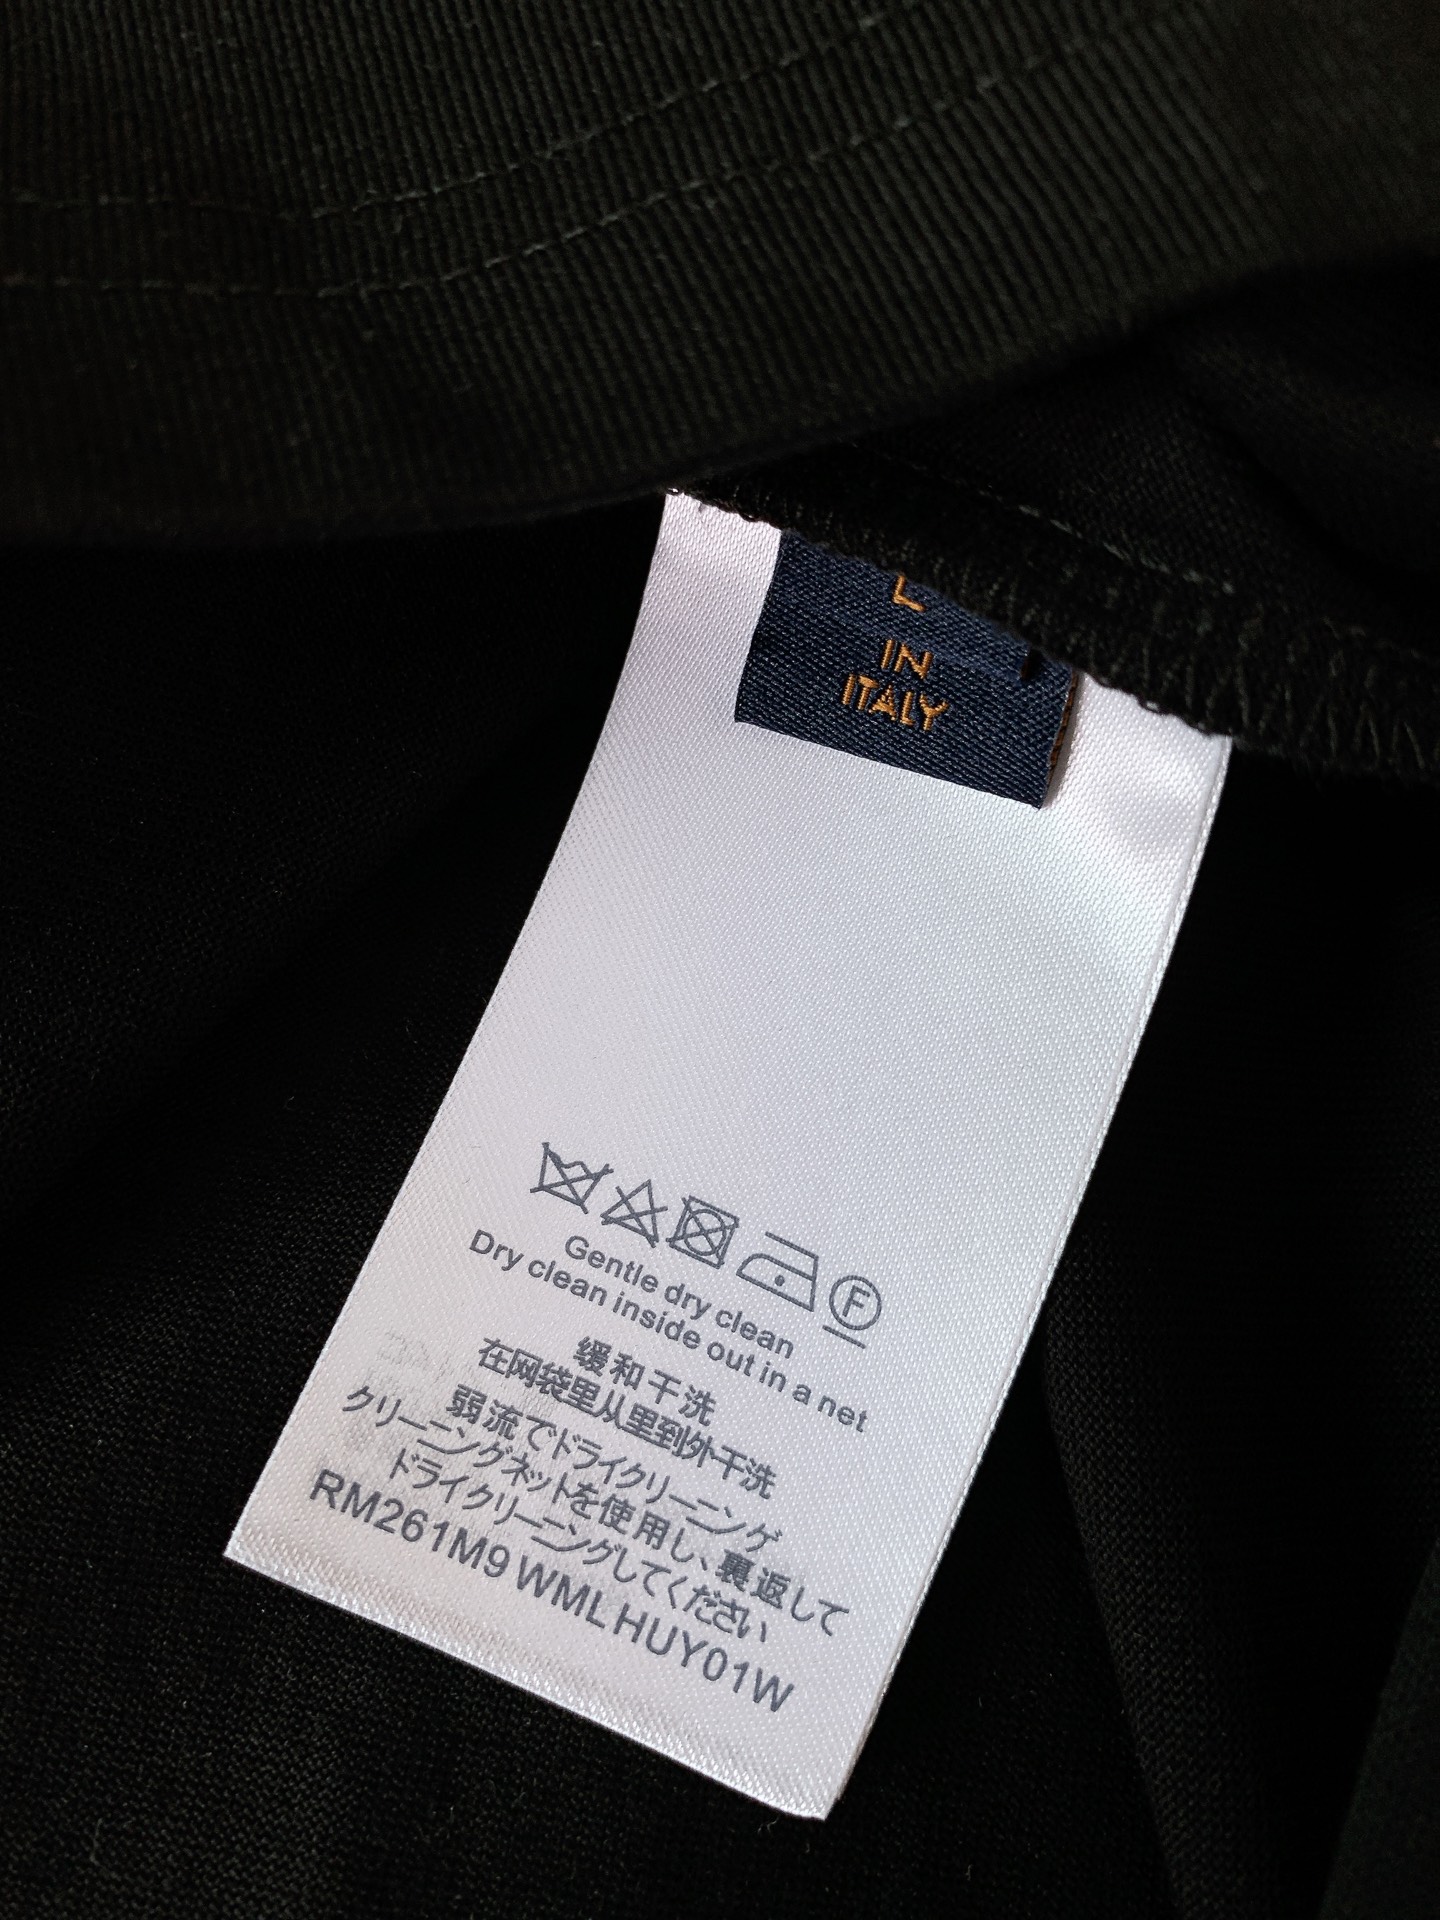 L
IN
ITALY
F
Gentle dry clean
Dry clean inside out in a net
缓和干洗
在网袋里从里到外干洗
弱流でドライクリーニング
クリーニングネットを使用し、裏返して
ドライクリーニングしてください
RM261M9 WML HUY01W